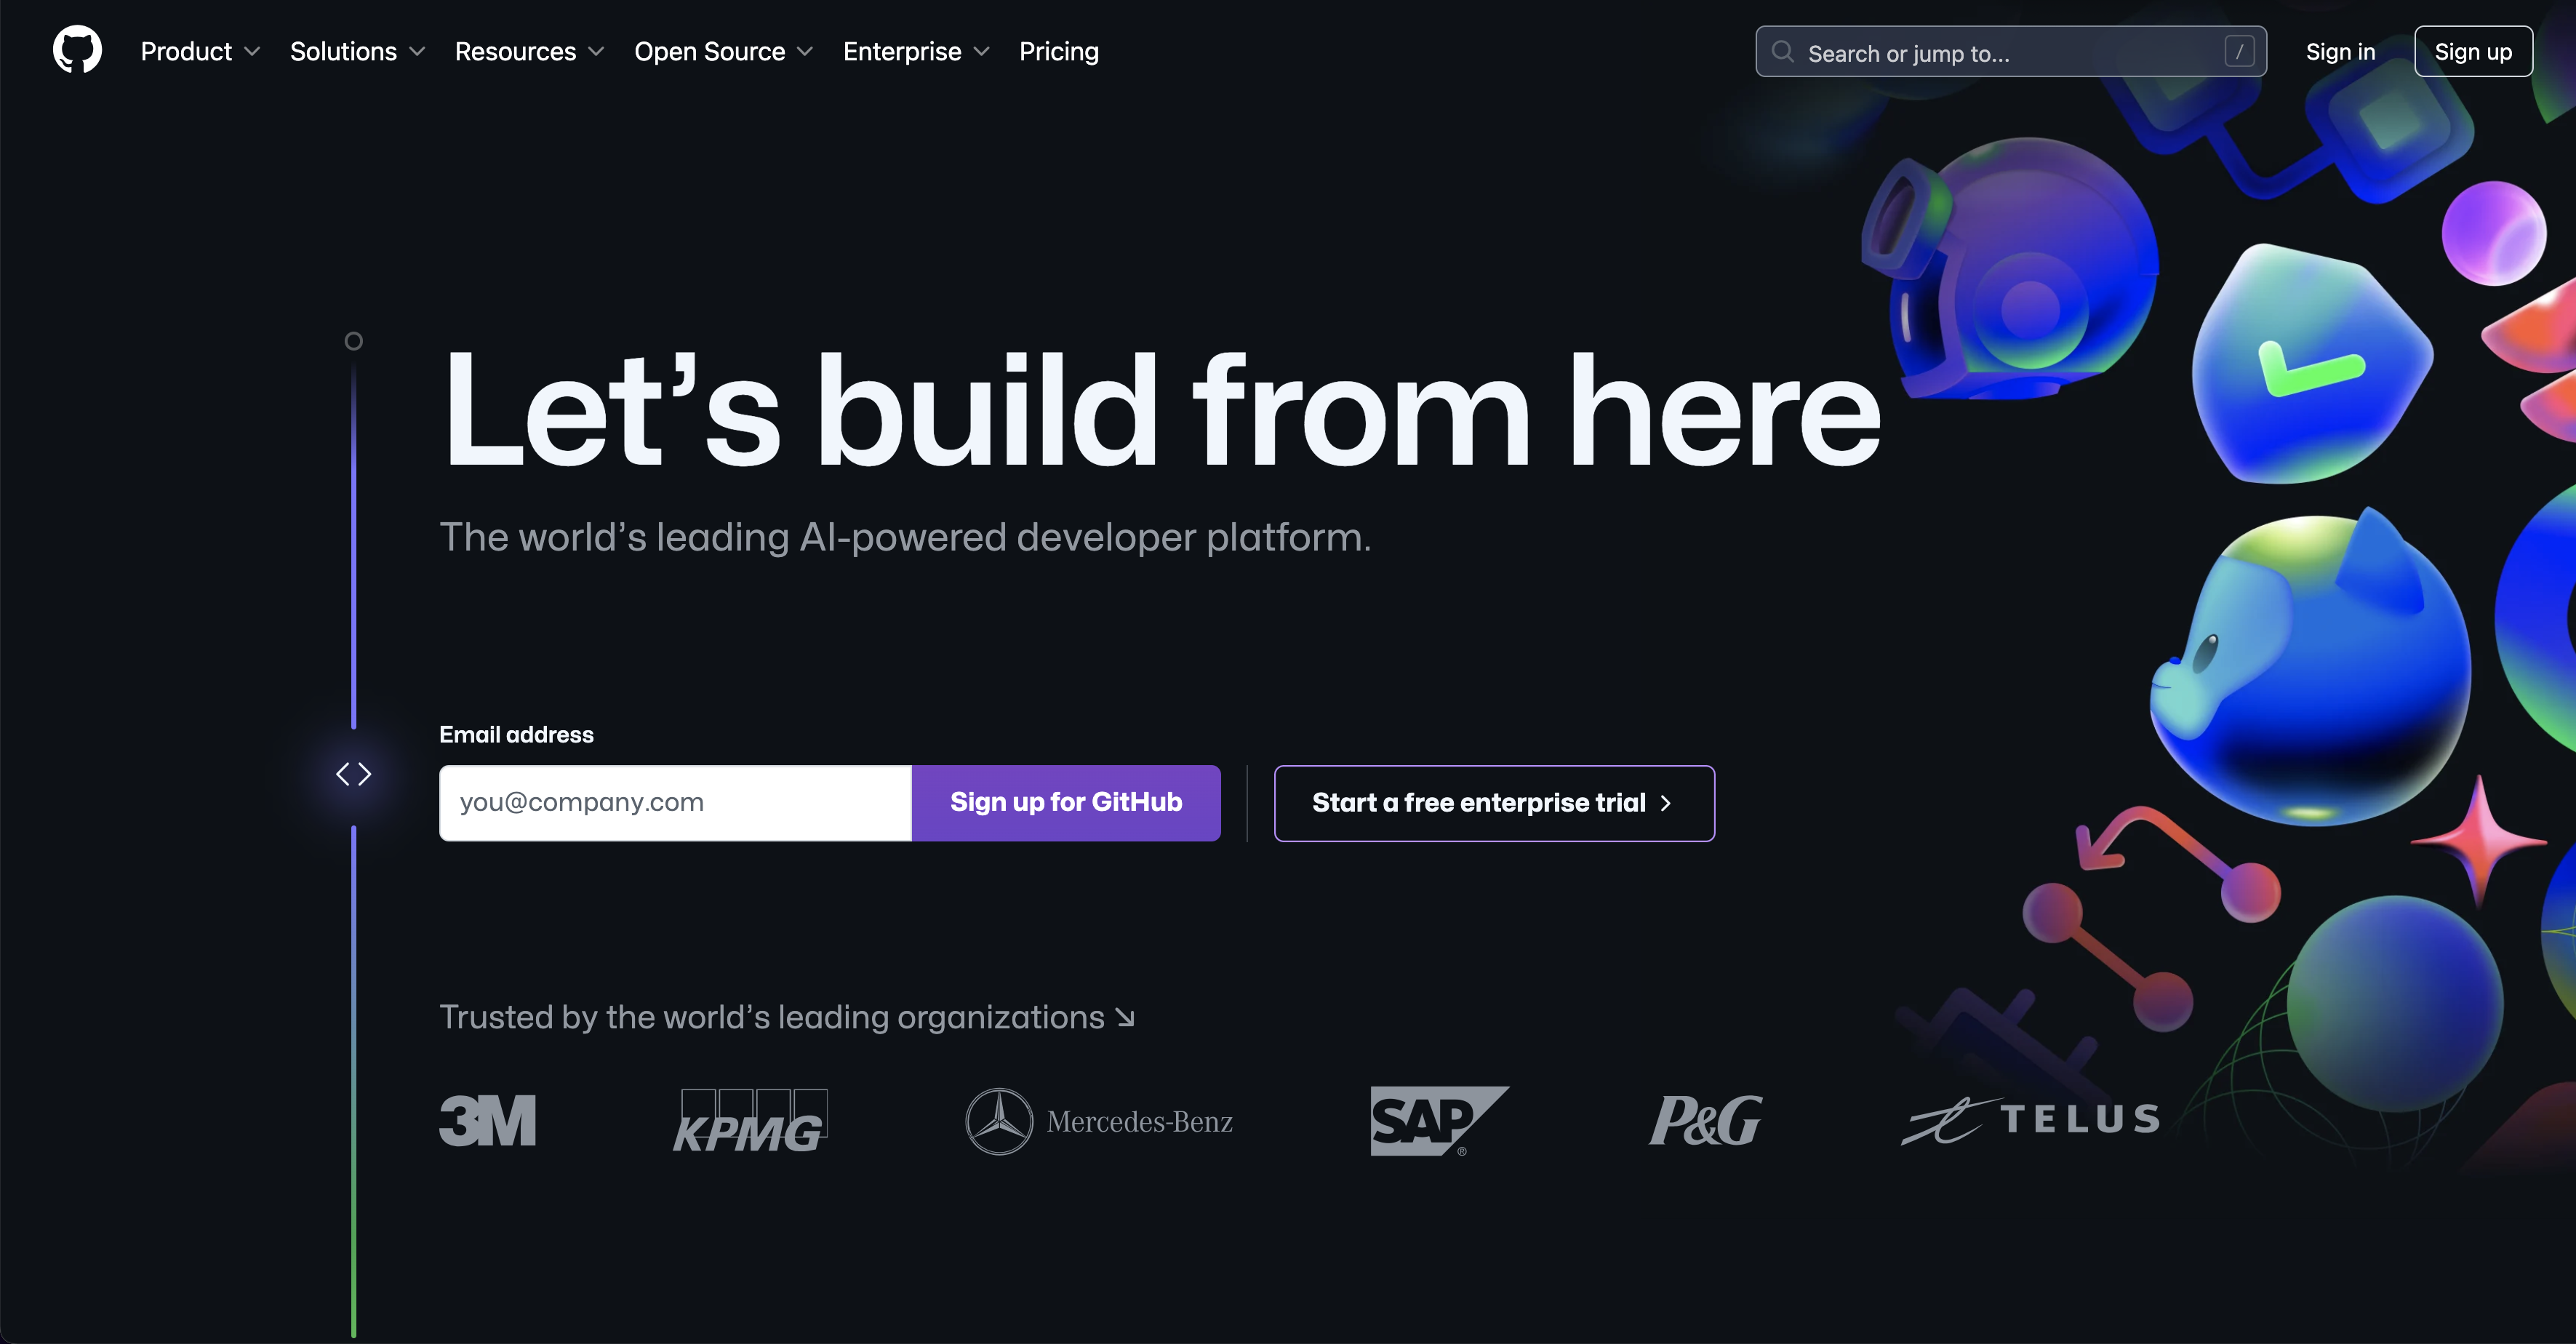 Product Solutions Resources Open Source Enterprise Pricing Search or jump to... / Sign in Sign up
Let’s build from here
The world’s leading AI-powered developer platform.
Email address
you@company.com Sign up for GitHub Start a free enterprise trial
Trusted by the world’s leading organizations
3M KPMG Mercedes-Benz SAP ® P&G TELUS